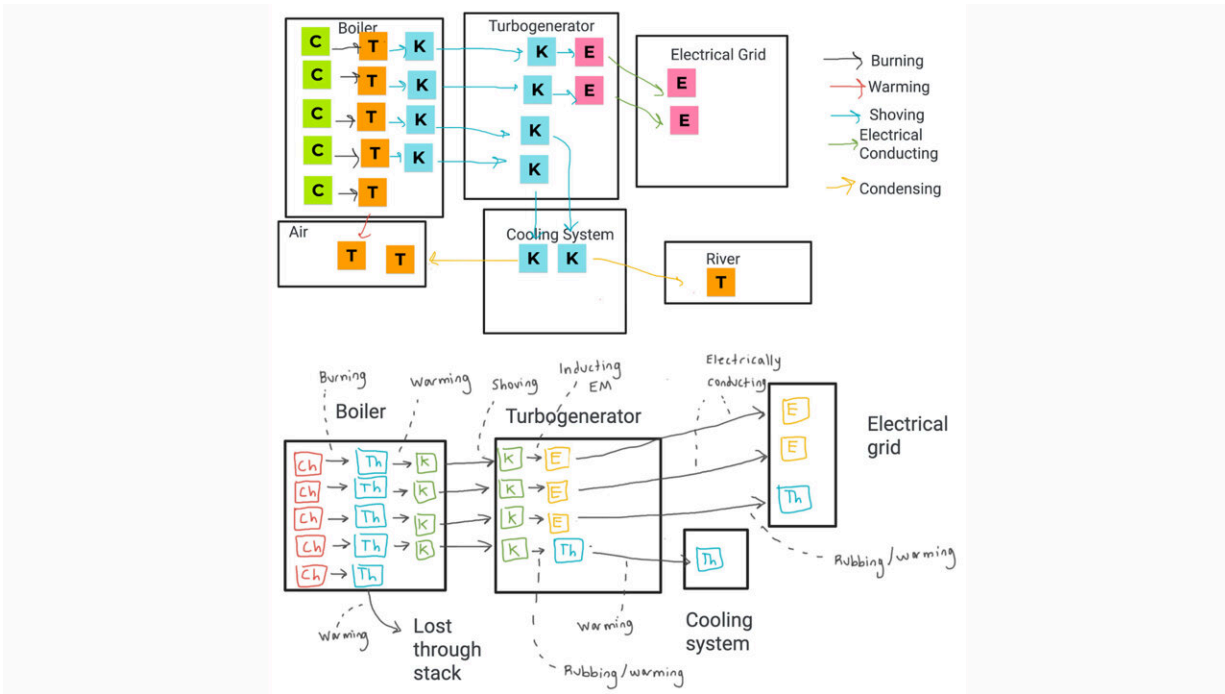 Boiler
Turbogenerator
Electrical Grid
C T K K E
C T K K E
C T K K
C T K K
C T
E
E
Burning
Warming
Shoving
Electrical
Conducting
Condensing
Air
T T
Cooling System
K K
River
T
Burning
Warming
Shoving
Inducting
EM
Electrically
conducting
Boiler
Turbogenerator
Electrical
grid
Ch Th K K E
Ch Th K K E
Ch Th K K E
Ch Th K K Th
Ch Th
E
E
Th
Th
Rubbing/warming
Warming
Lost
through
stack
Warming
Cooling
system
Rubbing/warming